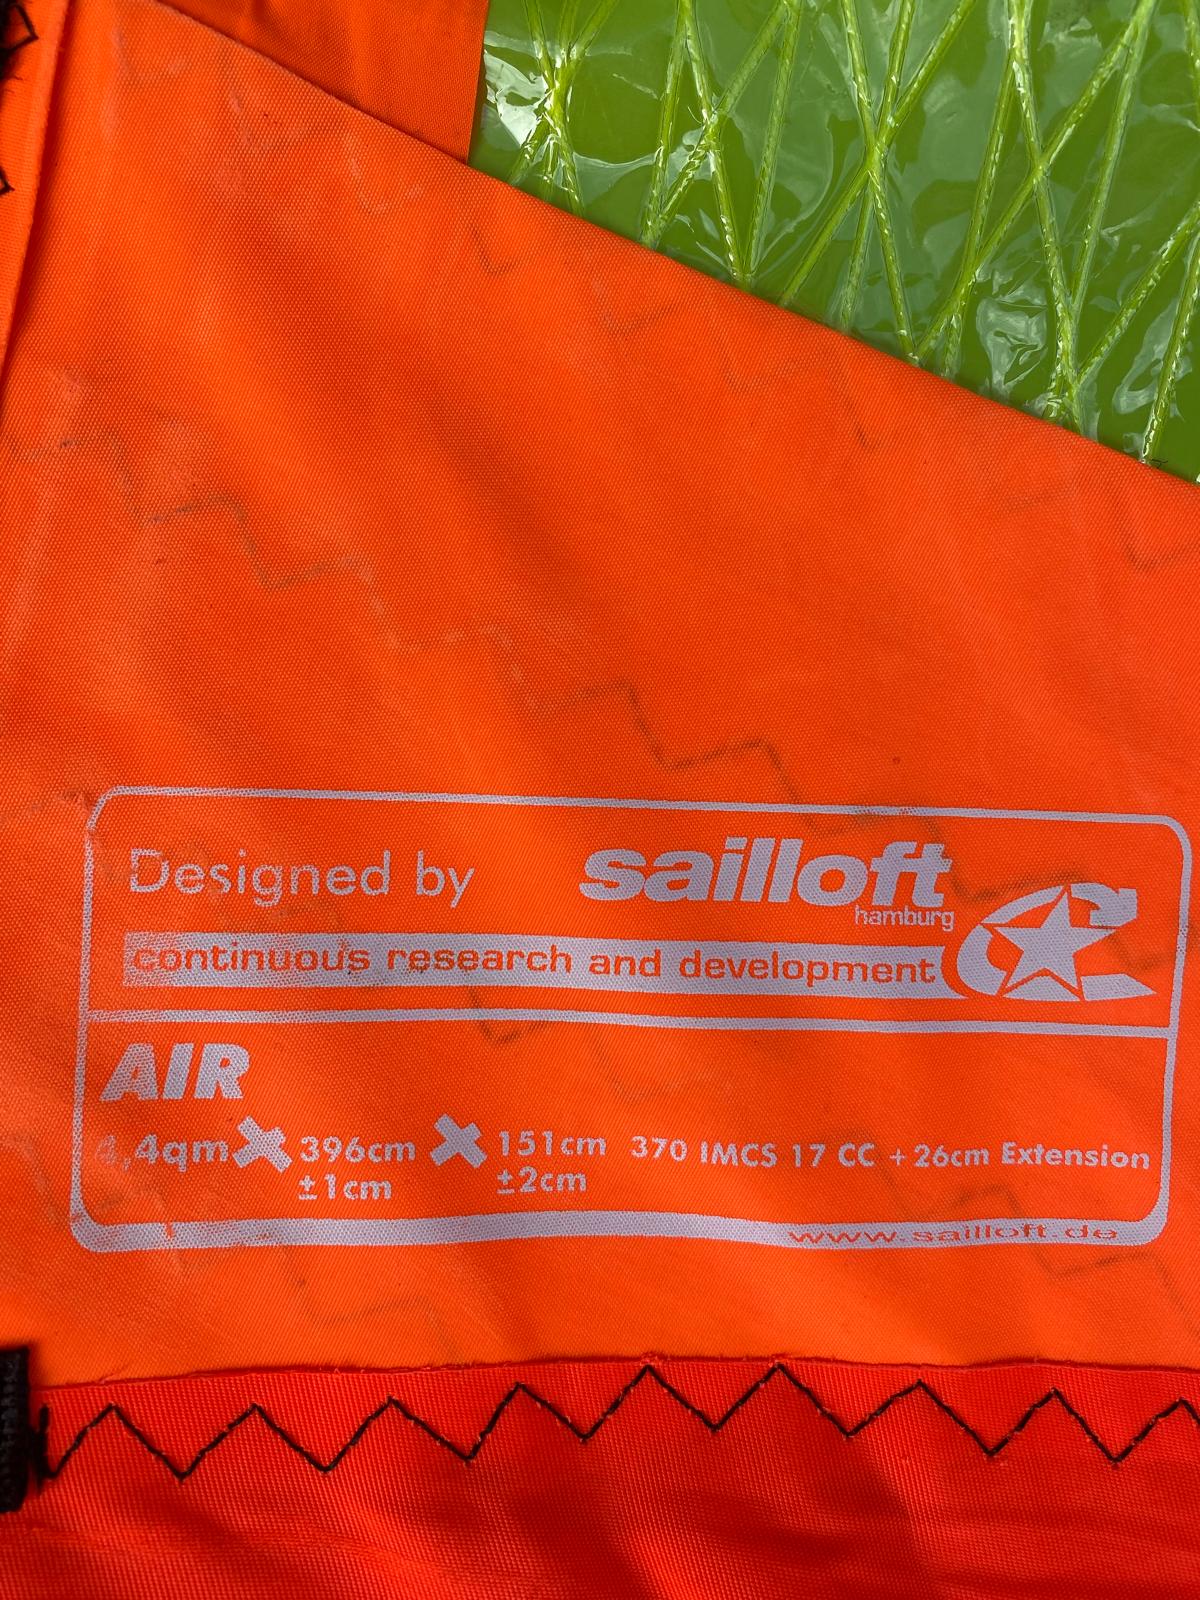 Designed by sailloft
hamburg
continuous research and development
AIR
4,4qm x 396cm x 151cm 370 IMCS 17 CC +26cm Extension
±1cm ±2cm
www.sailloft.de